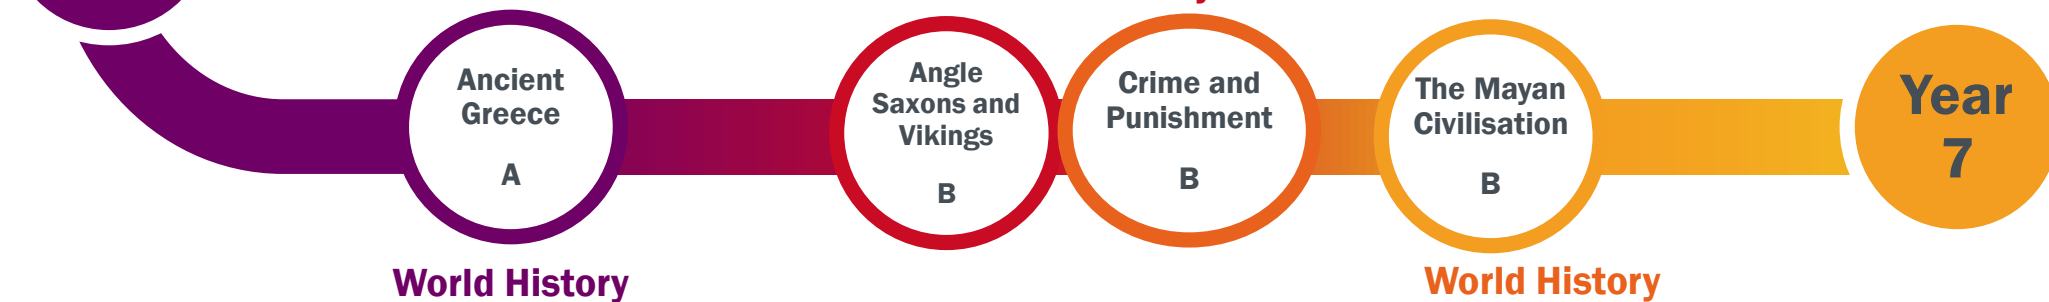 Ancient
Greece
A
Angle
Saxons and
Vikings
B
Crime and
Punishment
B
The Mayan
Civilisation
B
Year
7
World History
World History